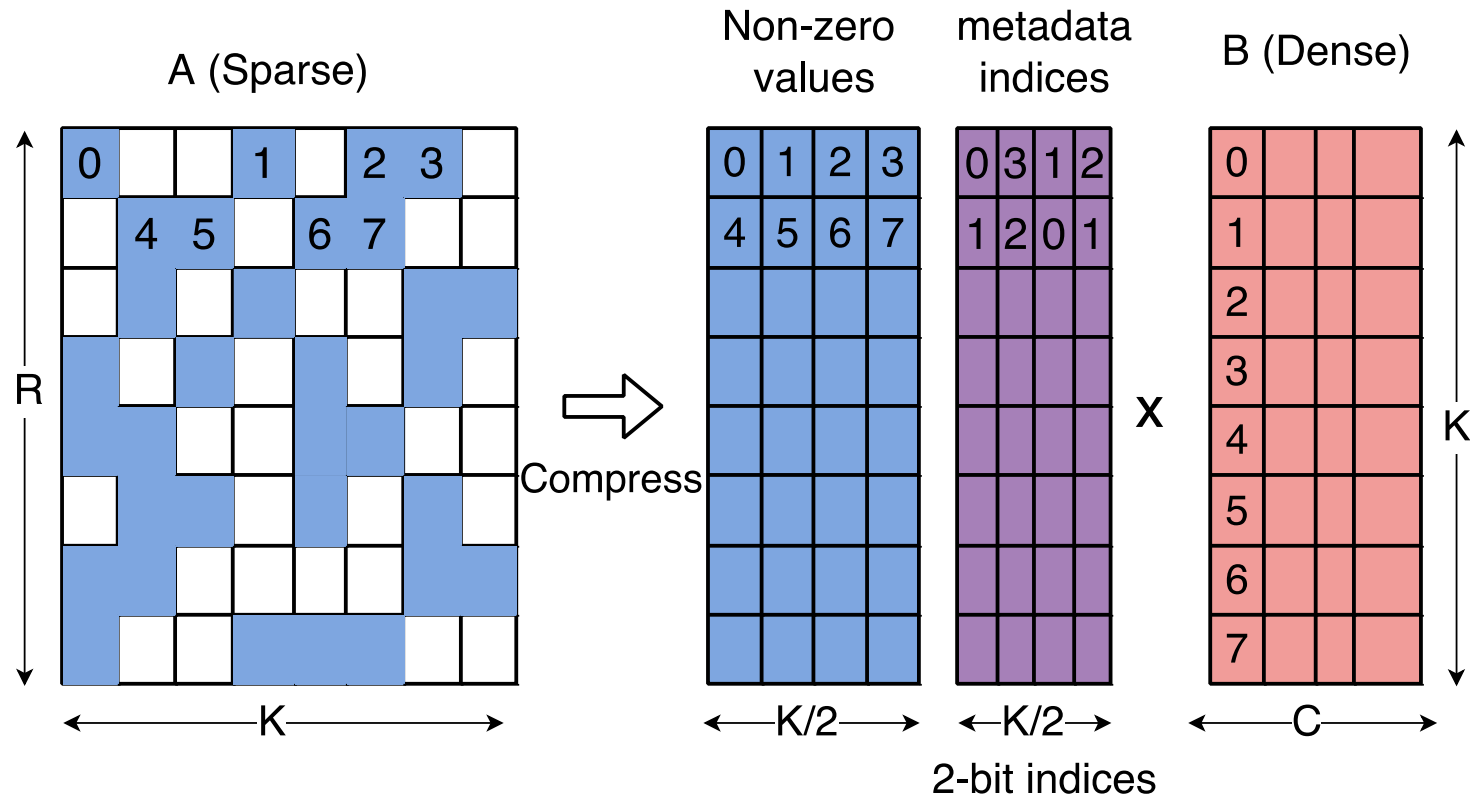 A (Sparse)
Non-zero
values
metadata
indices
B (Dense)
0 1 2 3
4 5 6 7
R
K
Compress
0 1 2 3
4 5 6 7
K/2
0 3 1 2
1 2 0 1
K/2
2-bit indices
x
0
1
2
3
4
5
6
7
K
C